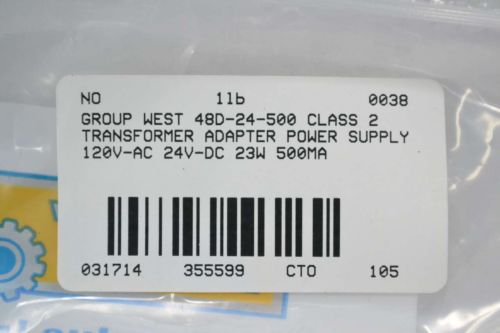 NO 1lb 0038
GROUP WEST 48D-24-500 CLASS 2
TRANSFORMER ADAPTER POWER SUPPLY
120V-AC 24V-DC 23W 500MA
031714 355599 CTO 105